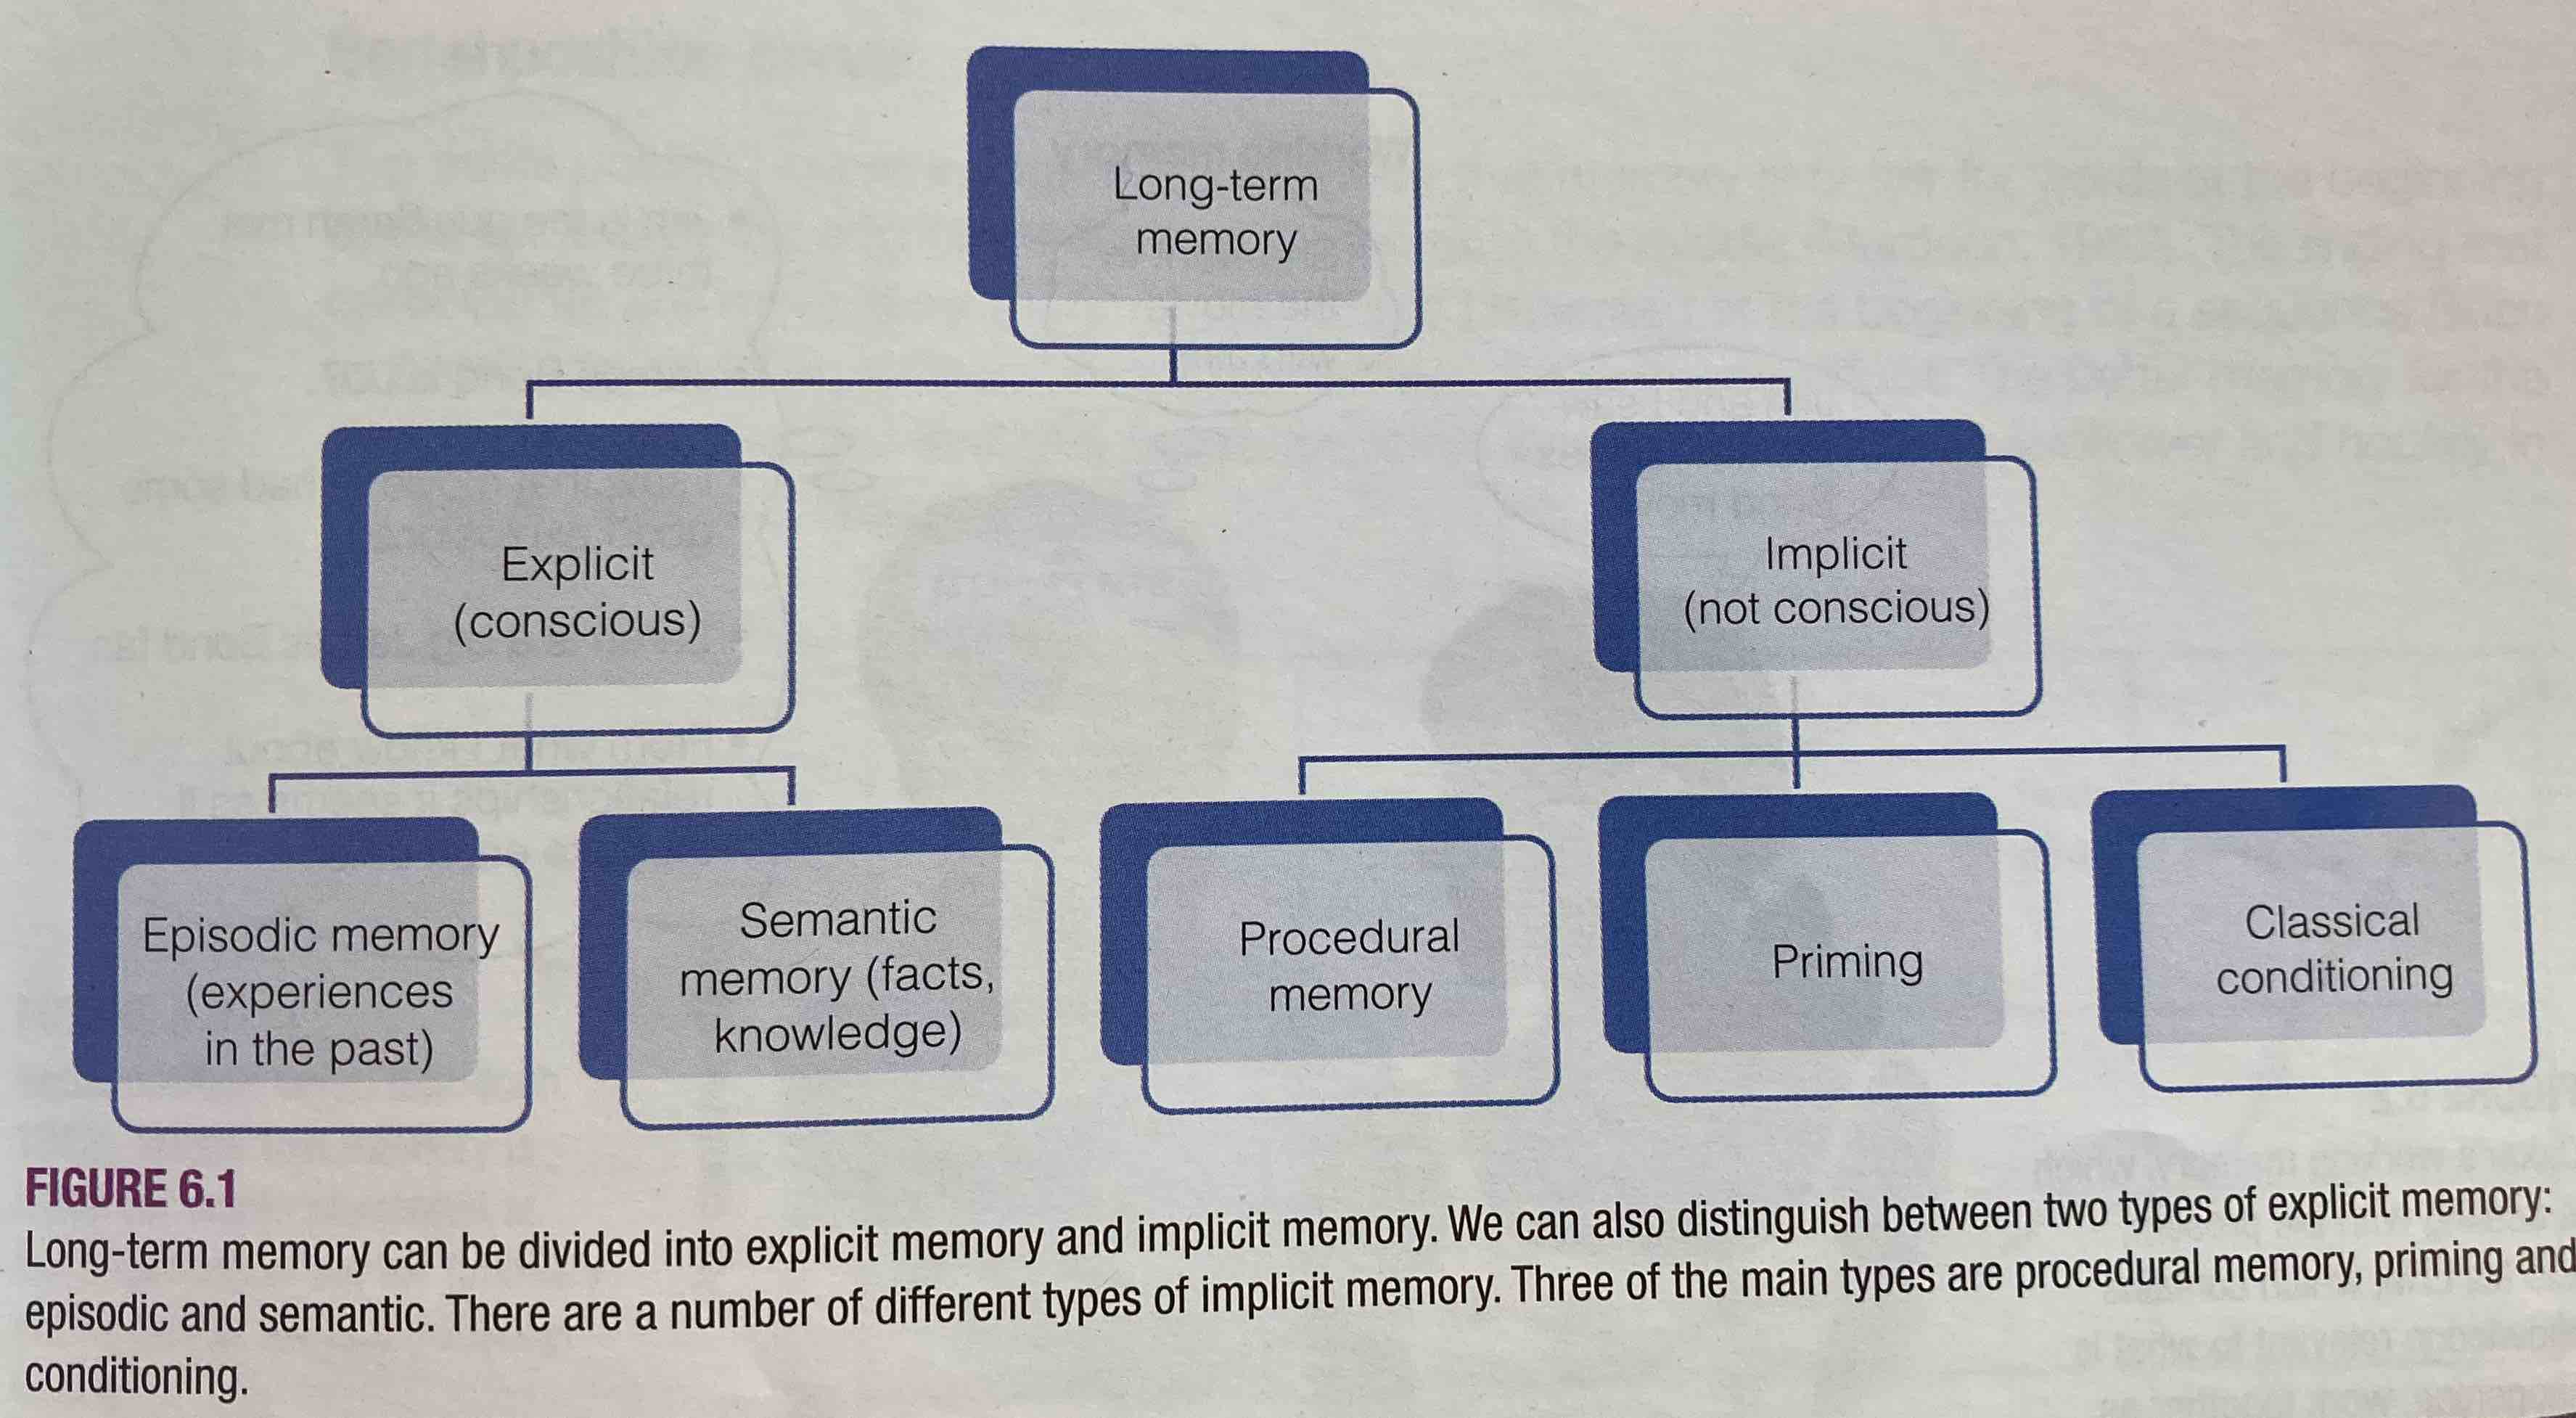 Long-term
memory
Explicit
(conscious)
Implicit
(not conscious)
Episodic memory
(experiences
in the past)
Semantic
memory (facts,
knowledge)
Procedural
memory
Priming
Classical
conditioning
FIGURE 6.1
Long-term memory can be divided into explicit memory and implicit memory. We can also distinguish between two types of explicit memory:
episodic and semantic. There are a number of different types of implicit memory. Three of the main types are procedural memory, priming and
conditioning.